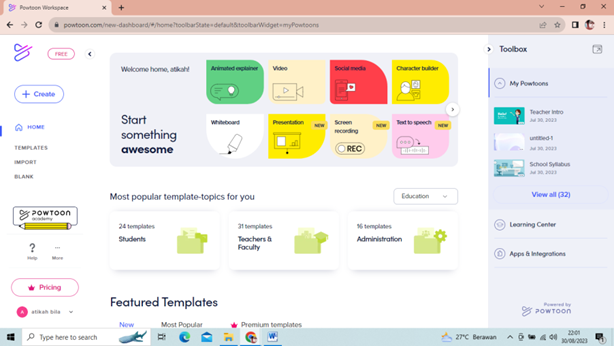 Powtoon Workspace
powtoon.com/new-dashboard/#/home?toolbarState=default&toolbarWidget=myPowtoons
FREE
+ Create
HOME
TEMPLATES
IMPORT
BLANK
POWTOON
academy
?
Help
...
More
Pricing
A
atikah bila
Welcome home, atikah!
Start
something
awesome
Animated explainer
Video
Social media
Character builder
Whiteboard
Presentation
NEW
Screen
recording
NEW
REC
Text to speech
NEW
Most popular template-topics for you
Education
24 templates
Students
31 templates
Teachers &
Faculty
16 templates
Administration
Featured Templates
New
Most Popular
Premium templates
Toolbox
My Powtoons
Teacher Intro
Jul 30, 2023
untitled-1
Jul 30, 2023
School Syllabus
Jul 30, 2023
View all (32)
Learning Center
Apps & Integrations
Powered by
POWTOON
Type here to search
27°C Berawan
22:01
30/08/2023